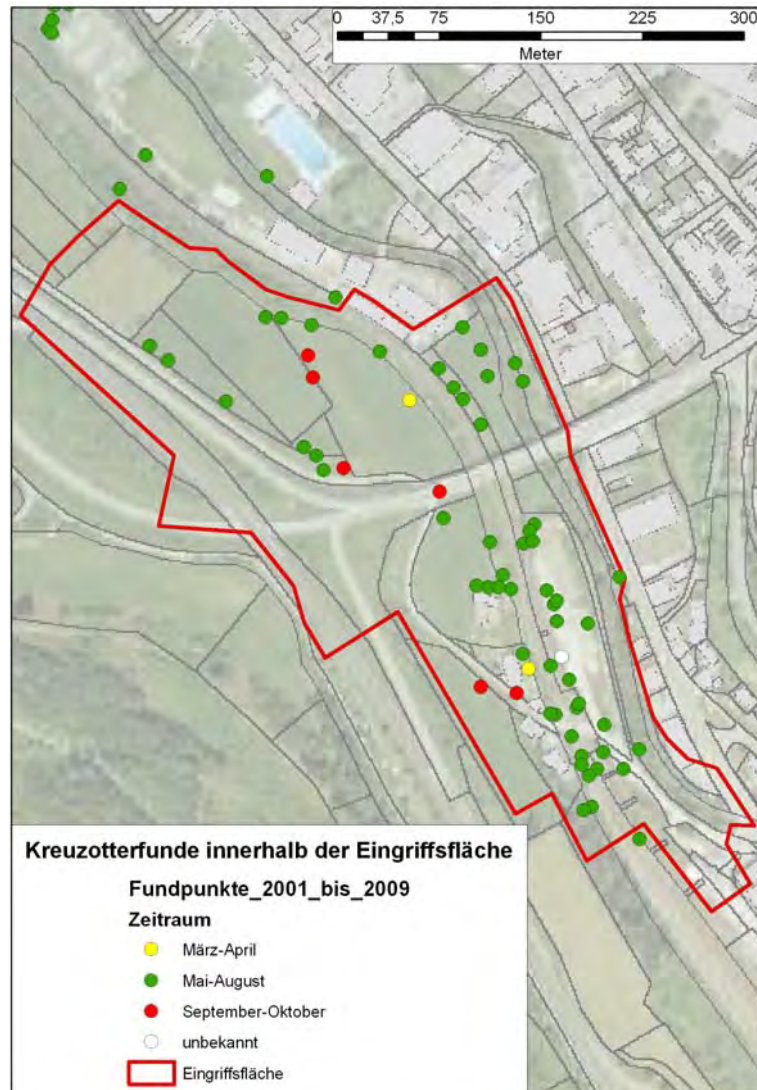 0 37,5 75 150 225 300
Meter
Kreuzotterfunde innerhalb der Eingriffsfläche
Fundpunkte_2001_bis_2009
Zeitraum
März-April
Mai-August
September-Oktober
unbekannt
Eingriffsfläche